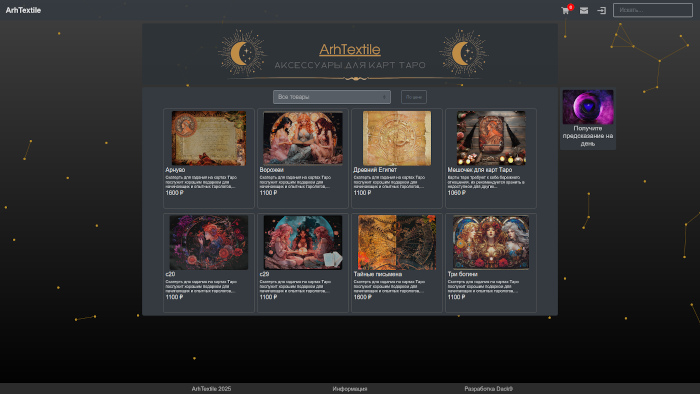 ArhTextile
0
Искать...
ArhTextile
АКСЕССУАРЫ ДЛЯ КАРТ ТАРО
Все товары
По цене
Получите
предсказание на
день
Арнуво
Скатерть для гадания на картах Таро
послужит хорошим подарком для
начинающих и опытных тарологов,...
1600 ₽
Ворожеи
Скатерть для гадания на картах Таро
послужит хорошим подарком для
начинающих и опытных тарологов,...
1100 ₽
Древний Египет
Скатерть для гадания на картах Таро
послужит хорошим подарком для
начинающих и опытных тарологов,...
1100 ₽
Мешочек для карт Таро
Карты таро требуют к себе бережного
отношения, их рекомендуется хранить в
недоступном для других...
1060 ₽
с20
Скатерть для гадания на картах Таро
послужит хорошим подарком для
начинающих и опытных тарологов,...
1100 ₽
с29
Скатерть для гадания на картах Таро
послужит хорошим подарком для
начинающих и опытных тарологов,...
1100 ₽
Тайные письмена
Скатерть для гадания на картах Таро
послужит хорошим подарком для
начинающих и опытных тарологов,...
1600 ₽
Три богини
Скатерть для гадания на картах Таро
послужит хорошим подарком для
начинающих и опытных тарологов,...
1100 ₽
ArhTextile 2025
Информация
Разработка